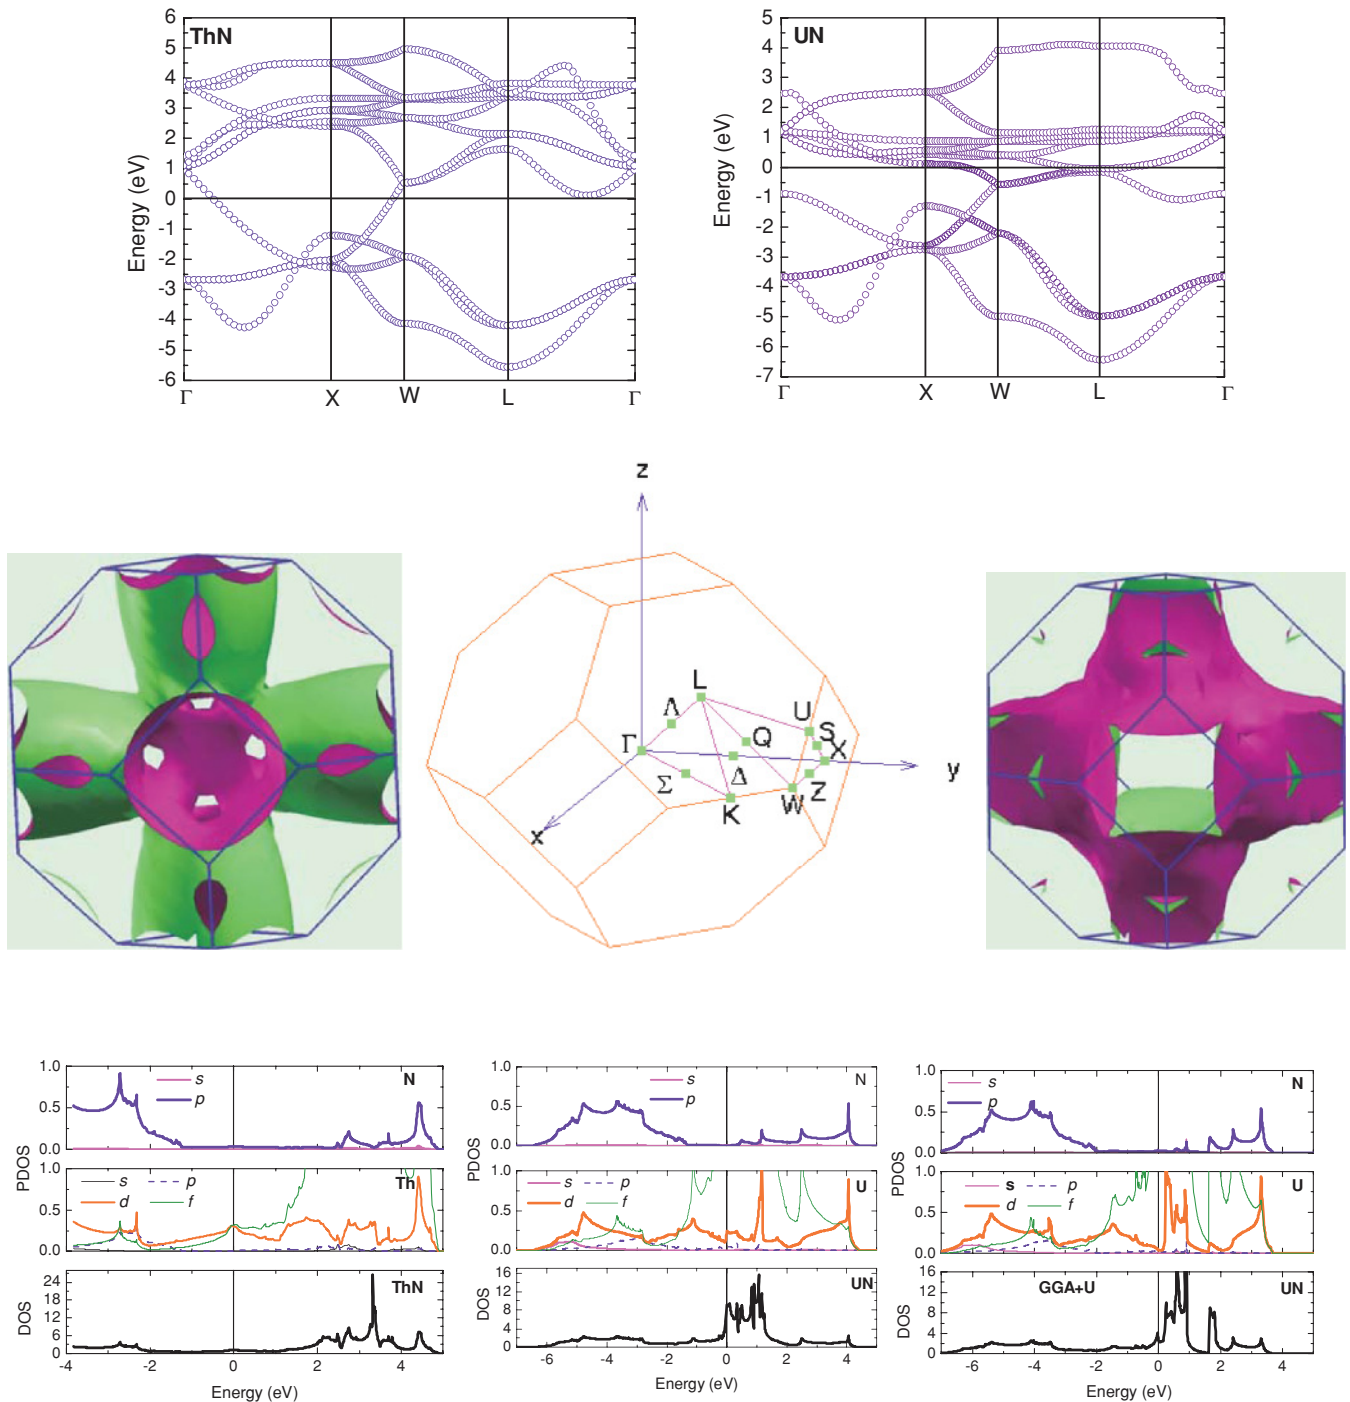 ThN
6
5
4
3
2
1
0
-1
-2
-3
-4
-5
-6
Energy (eV)
Γ X W L Γ
UN
5
4
3
2
1
0
-1
-2
-3
-4
-5
-6
-7
Energy (eV)
Γ X W L Γ
z
L
Λ
U
Γ Q S X
Δ y
Σ Z
K W
x
1.0
0.5
0.0
s
p
N
PDOS
1.0
0.5
0.0
s p
d f
Th
DOS
24
18
12
6
0
ThN
-4 -2 0 2 4
Energy (eV)
1.0
0.5
0.0
s
p
N
PDOS
1.0
0.5
0.0
s p
d f
U
DOS
16
12
8
4
0
UN
-6 -4 -2 0 2 4
Energy (eV)
1.0
0.5
0.0
s
p
N
PDOS
1.0
0.5
0.0
s p
d f
U
DOS
16
12
8
4
0
GGA+U UN
-6 -4 -2 0 2 4
Energy (eV)